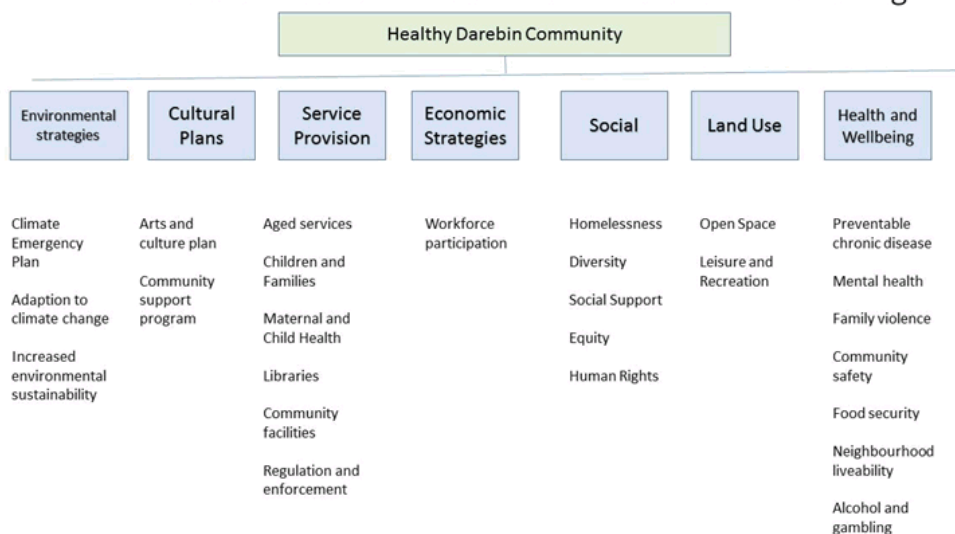 Healthy Darebin Community
Environmental
strategies
Cultural
Plans
Service
Provision
Economic
Strategies
Social
Land Use
Health and
Wellbeing
Climate
Emergency
Plan
Adaption to
climate change
Increased
environmental
sustainability
Arts and
culture plan
Community
support
program
Aged services
Children and
Families
Maternal and
Child Health
Libraries
Community
facilities
Regulation and
enforcement
Workforce
participation
Homelessness
Diversity
Social Support
Equity
Human Rights
Open Space
Leisure and
Recreation
Preventable
chronic disease
Mental health
Family violence
Community
safety
Food security
Neighbourhood
liveability
Alcohol and
gambling